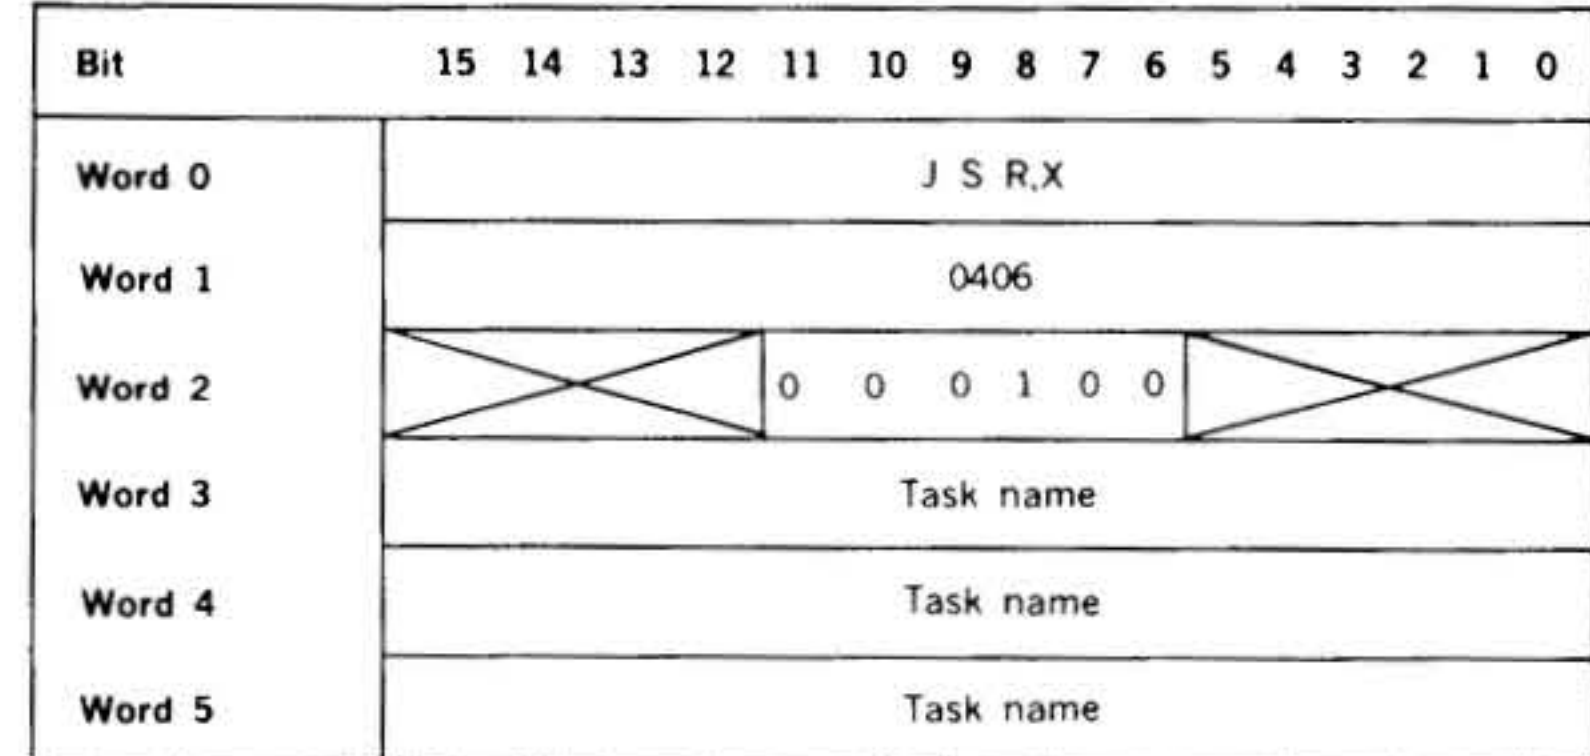 Bit 15 14 13 12 11 10 9 8 7 6 5 4 3 2 1 0
Word 0 J S R,X
Word 1 0406
Word 2 0 0 0 1 0 0
Word 3 Task name
Word 4 Task name
Word 5 Task name